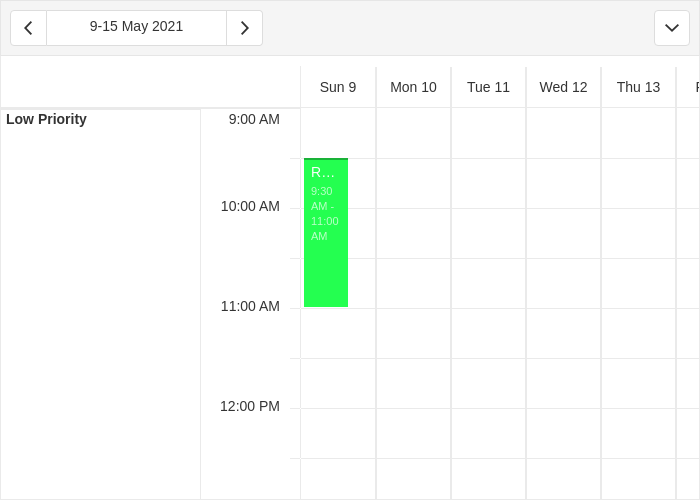 9-15 May 2021
Sun 9 Mon 10 Tue 11 Wed 12 Thu 13
Low Priority
9:00 AM
R...
9:30
AM -
10:00 AM
11:00
AM
11:00 AM
12:00 PM